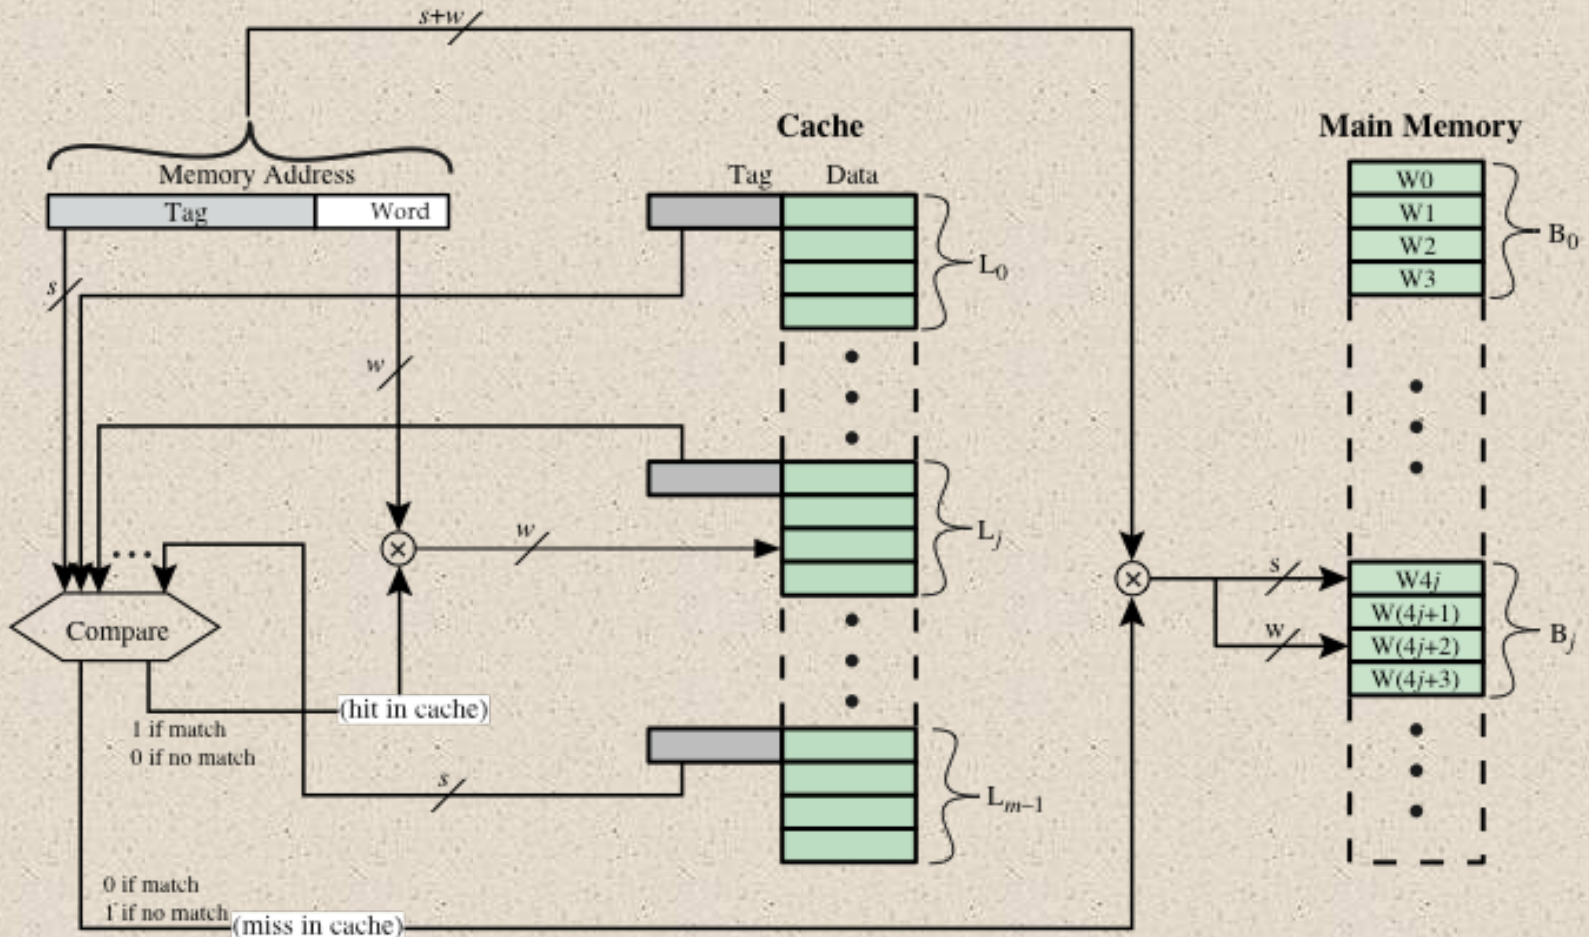 s+w
Cache
Main Memory
Memory Address
Tag Data
Tag Word
W0
W1
W2
W3
B0
L0
s
w
w
Lj
s
w
W4j
W(4j+1)
W(4j+2)
W(4j+3)
Bj
Compare
(hit in cache)
1 if match
0 if no match
s
Lm–1
0 if match
1 if no match
(miss in cache)